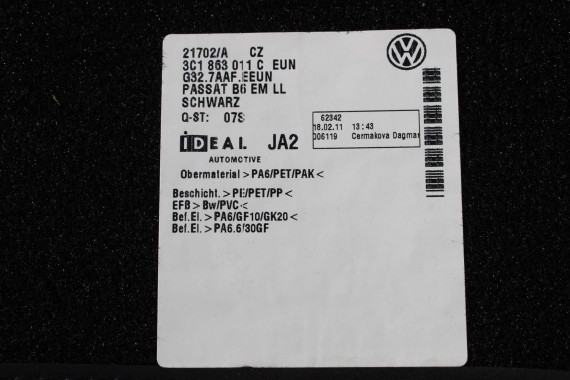 21702/A CZ
3C1 863 011 C EUN
G32.7AAF.EEUN
PASSAT B6 EM LL
SCHWARZ
Q-ST: 07S
62342
18.02.11 13:43
006119 Cermakova Dagmar
IDEAL JA2
AUTOMOTIVE
Obermaterial>PA6/PET/PAK<
Beschicht.>PE/PET/PP<
EFB>Bw/PVC<
Bef.El.>PA6/GF10/GK20<
Bef.El.>PA6.6/30GF